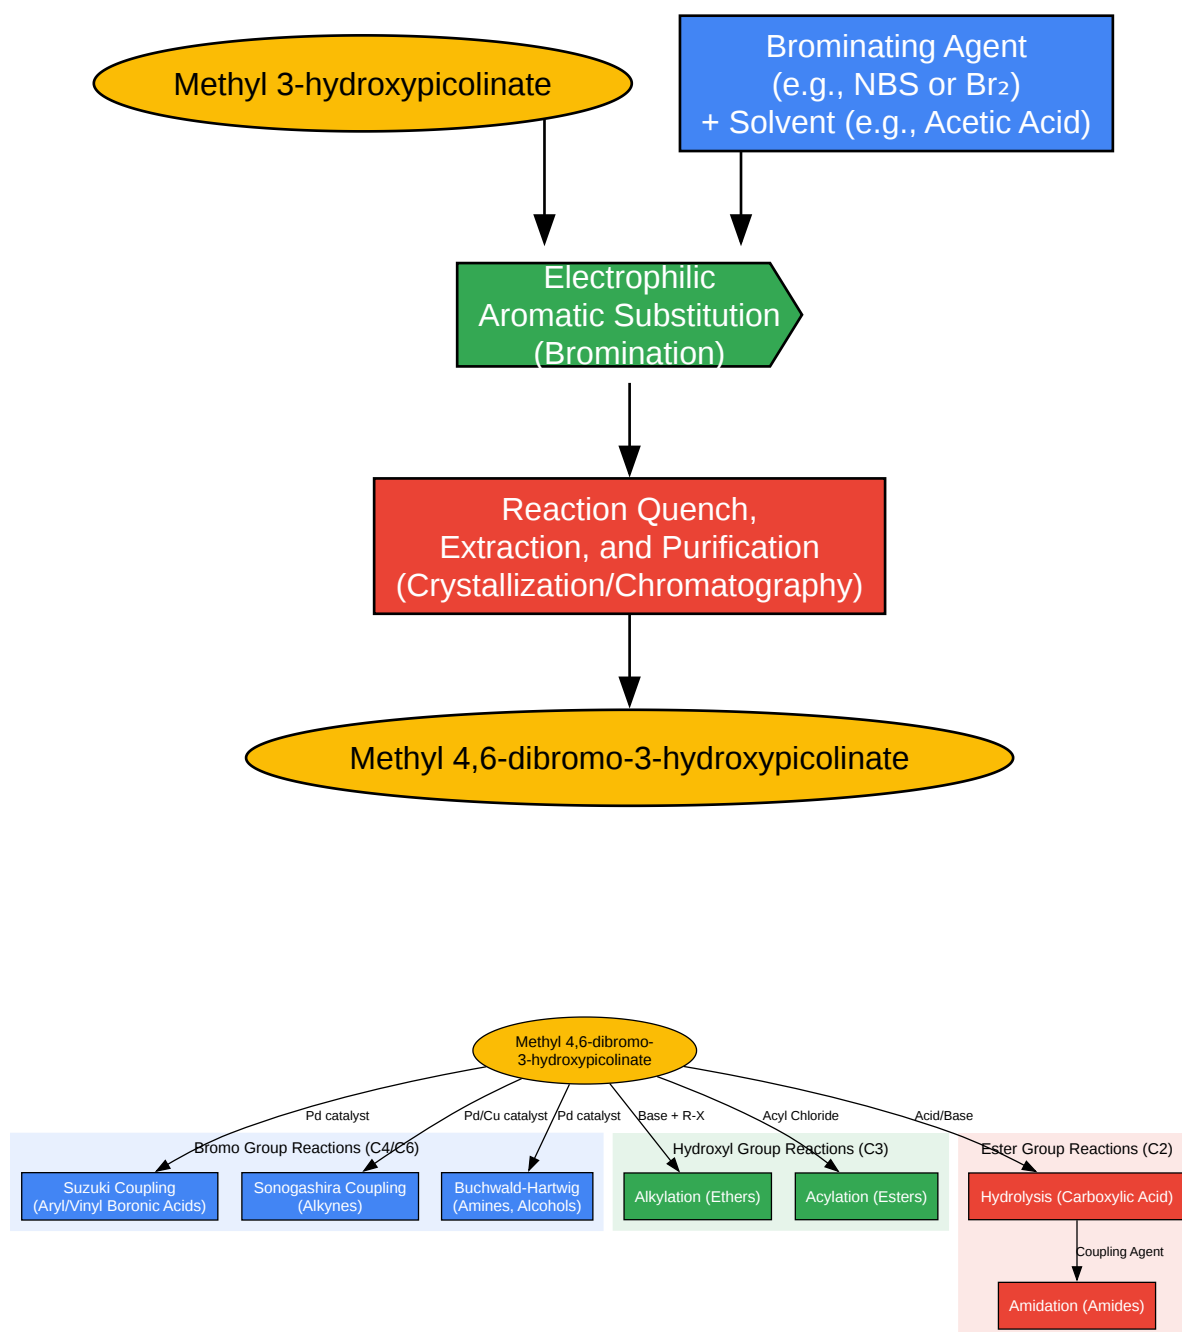 Methyl 3-hydroxypicolinate
Brominating Agent
(e.g., NBS or Br₂)
+ Solvent (e.g., Acetic Acid)
Electrophilic
Aromatic Substitution
(Bromination)
Reaction Quench,
Extraction, and Purification
(Crystallization/Chromatography)
Methyl 4,6-dibromo-3-hydroxypicolinate
Methyl 4,6-dibromo-
3-hydroxypicolinate
Pd catalyst
Pd/Cu catalyst
Pd catalyst
Base + R-X
Acyl Chloride
Acid/Base
Bromo Group Reactions (C4/C6)
Hydroxyl Group Reactions (C3)
Ester Group Reactions (C2)
Suzuki Coupling
(Aryl/Vinyl Boronic Acids)
Sonogashira Coupling
(Alkynes)
Buchwald-Hartwig
(Amines, Alcohols)
Alkylation (Ethers)
Acylation (Esters)
Hydrolysis (Carboxylic Acid)
Coupling Agent
Amidation (Amides)